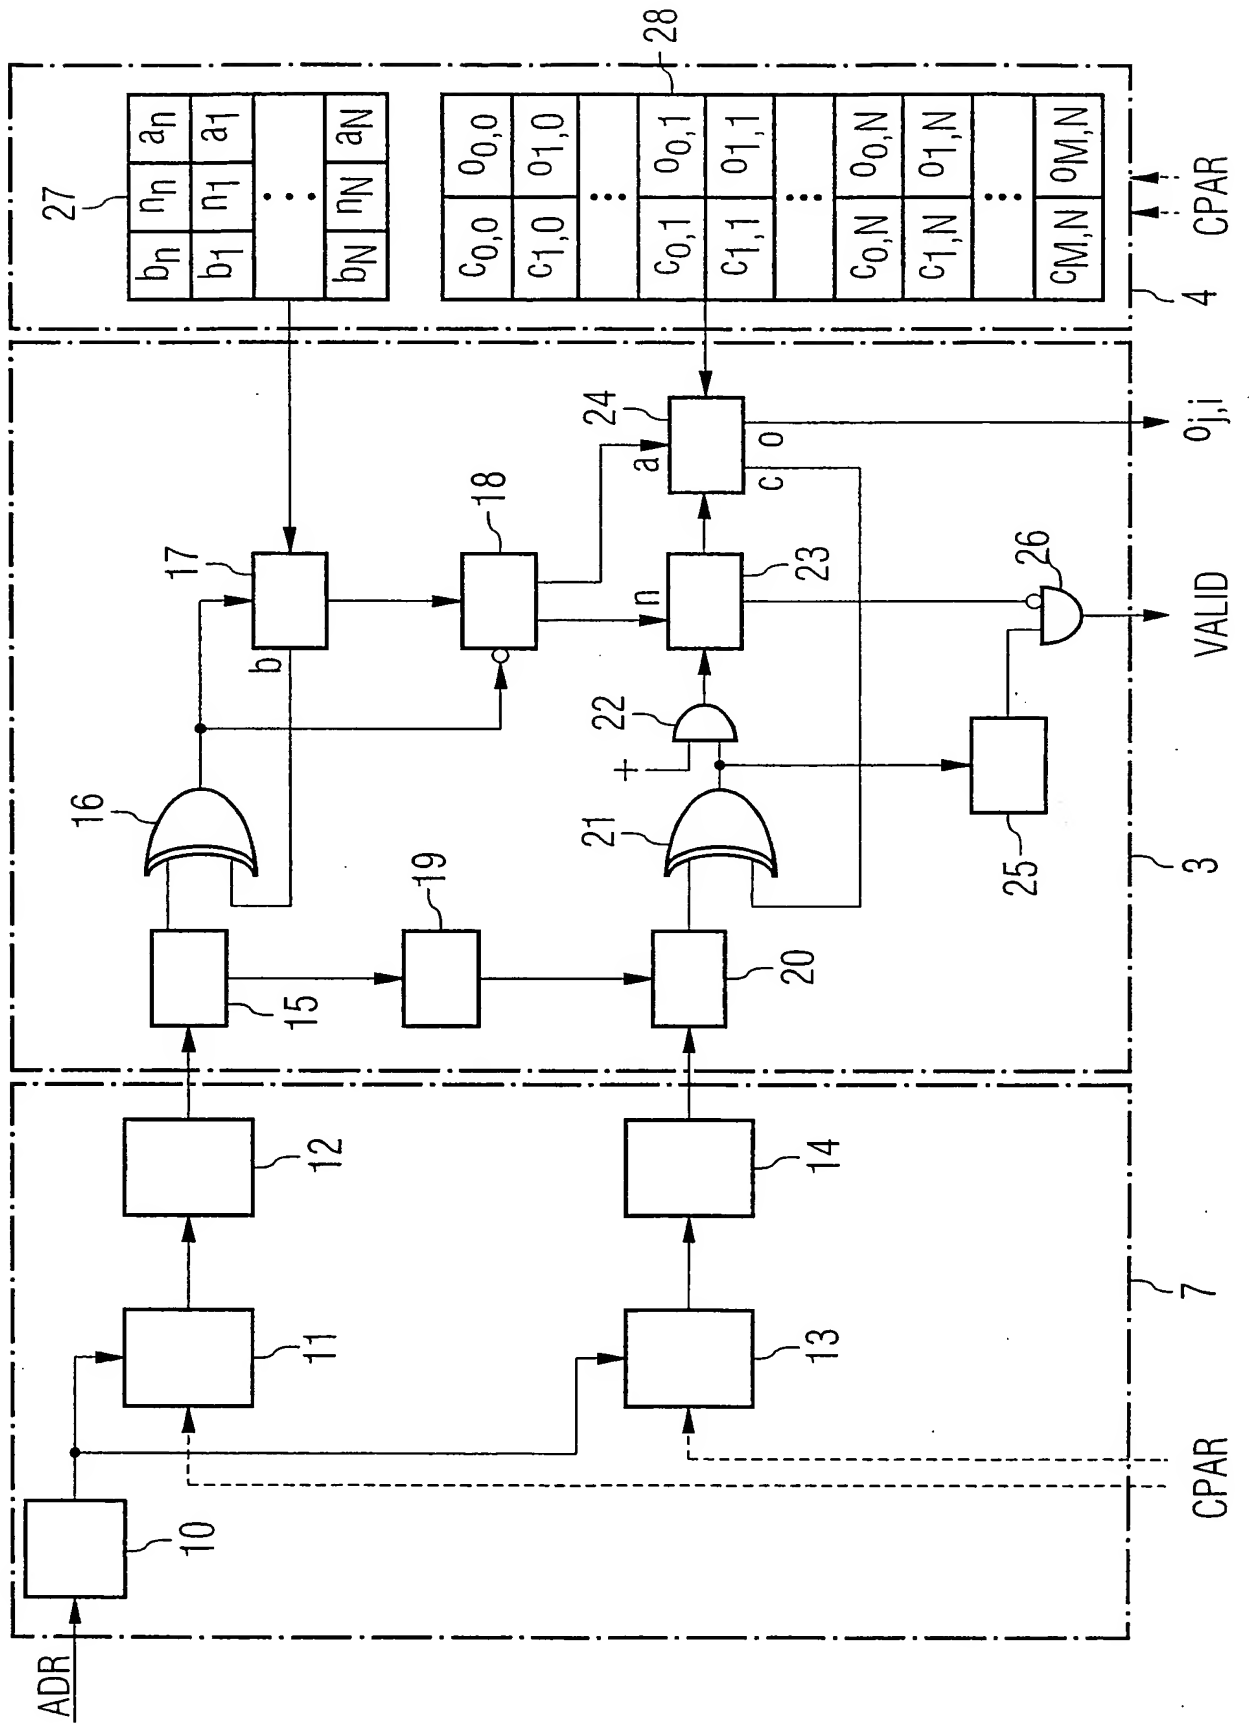 ADR
10
11
12
13
14
CPAR
7
15
16
17
b
18
19
20
21
22
+
23
n
24
a
c
o
25
26
VALID
oj,i
3
27
bn nn an
b1 n1 a1
...
bN nN aN
28
c0,0 o0,0
c1,0 o1,0
... ...
c0,1 o0,1
c1,1 o1,1
... ...
c0,N o0,N
c1,N o1,N
... ...
cM,N oM,N
4
CPAR